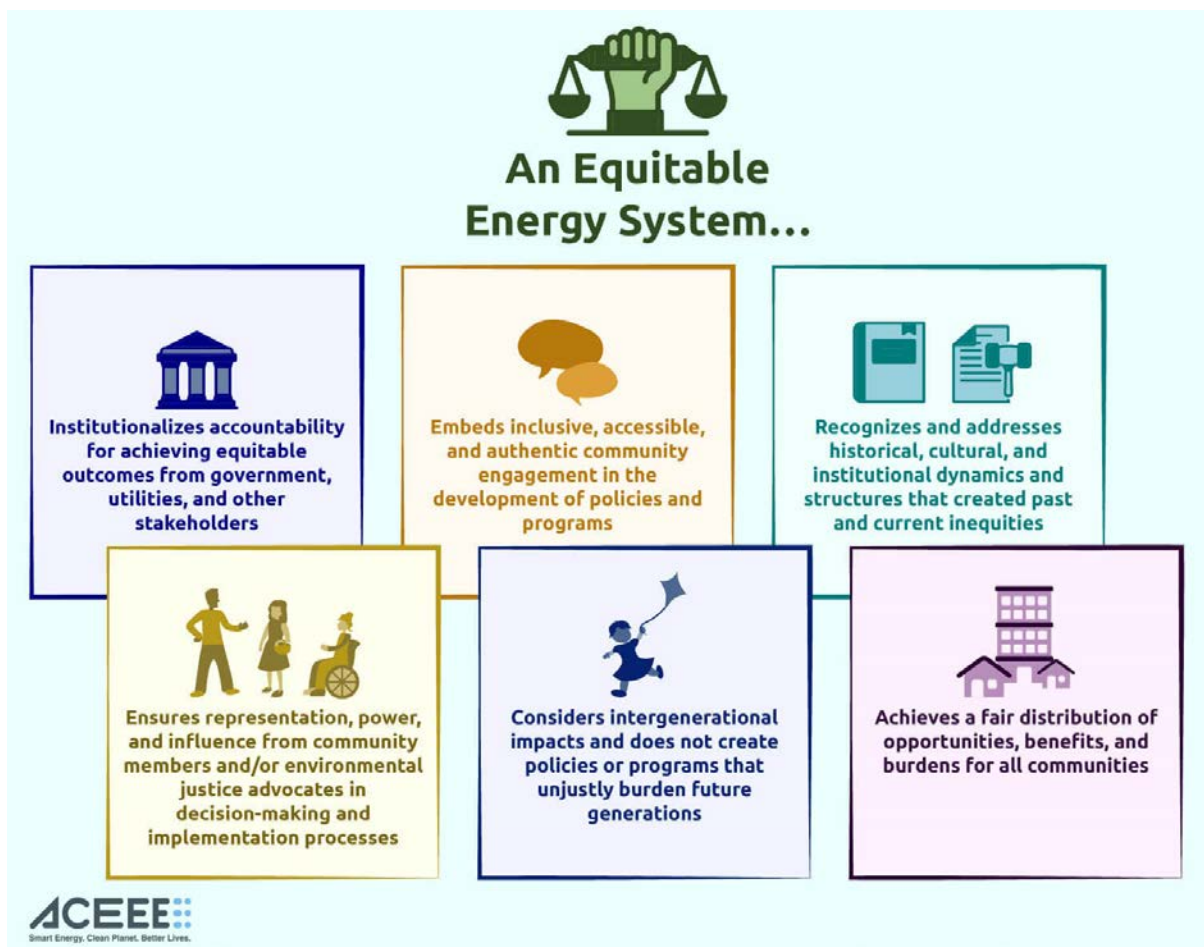 An Equitable
Energy System...
Institutionalizes accountability
for achieving equitable
outcomes from government,
utilities, and other
stakeholders
Embeds inclusive, accessible,
and authentic community
engagement in the
development of policies and
programs
Recognizes and addresses
historical, cultural, and
institutional dynamics and
structures that created past
and current inequities
Ensures representation, power,
and influence from community
members and/or environmental
justice advocates in
decision-making and
implementation processes
Considers intergenerational
impacts and does not create
policies or programs that
unjustly burden future
generations
Achieves a fair distribution of
opportunities, benefits, and
burdens for all communities
ACEEE
Smart Energy. Clean Planet. Better Lives.